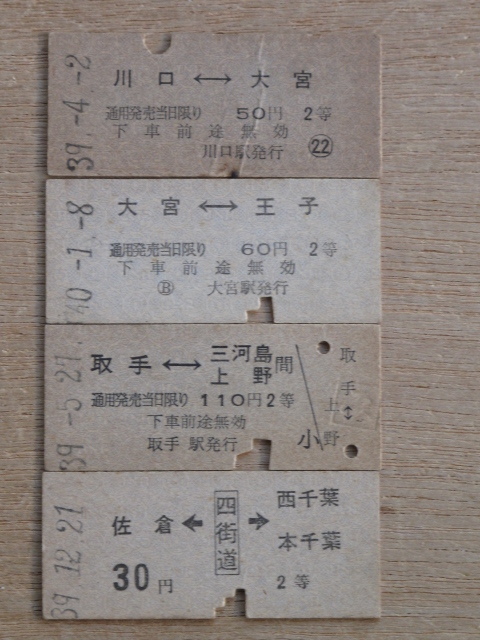 39.-4.-2
川口 ↔ 大宮
通用発売当日限り 50円 2等
下車前途無効
川口駅発行 ㉒
40.-1.-8
大宮 ↔ 王子
通用発売当日限り 60円 2等
下車前途無効
Ⓑ 大宮駅発行
39.-5.27
取手 ↔ 三河島 上野 間
通用発売当日限り 110円 2等
下車前途無効
取手駅発行
小
取手 ↔ 上野
39.12.21
佐倉 ← 四街道 → 西千葉 本千葉
30円
2等